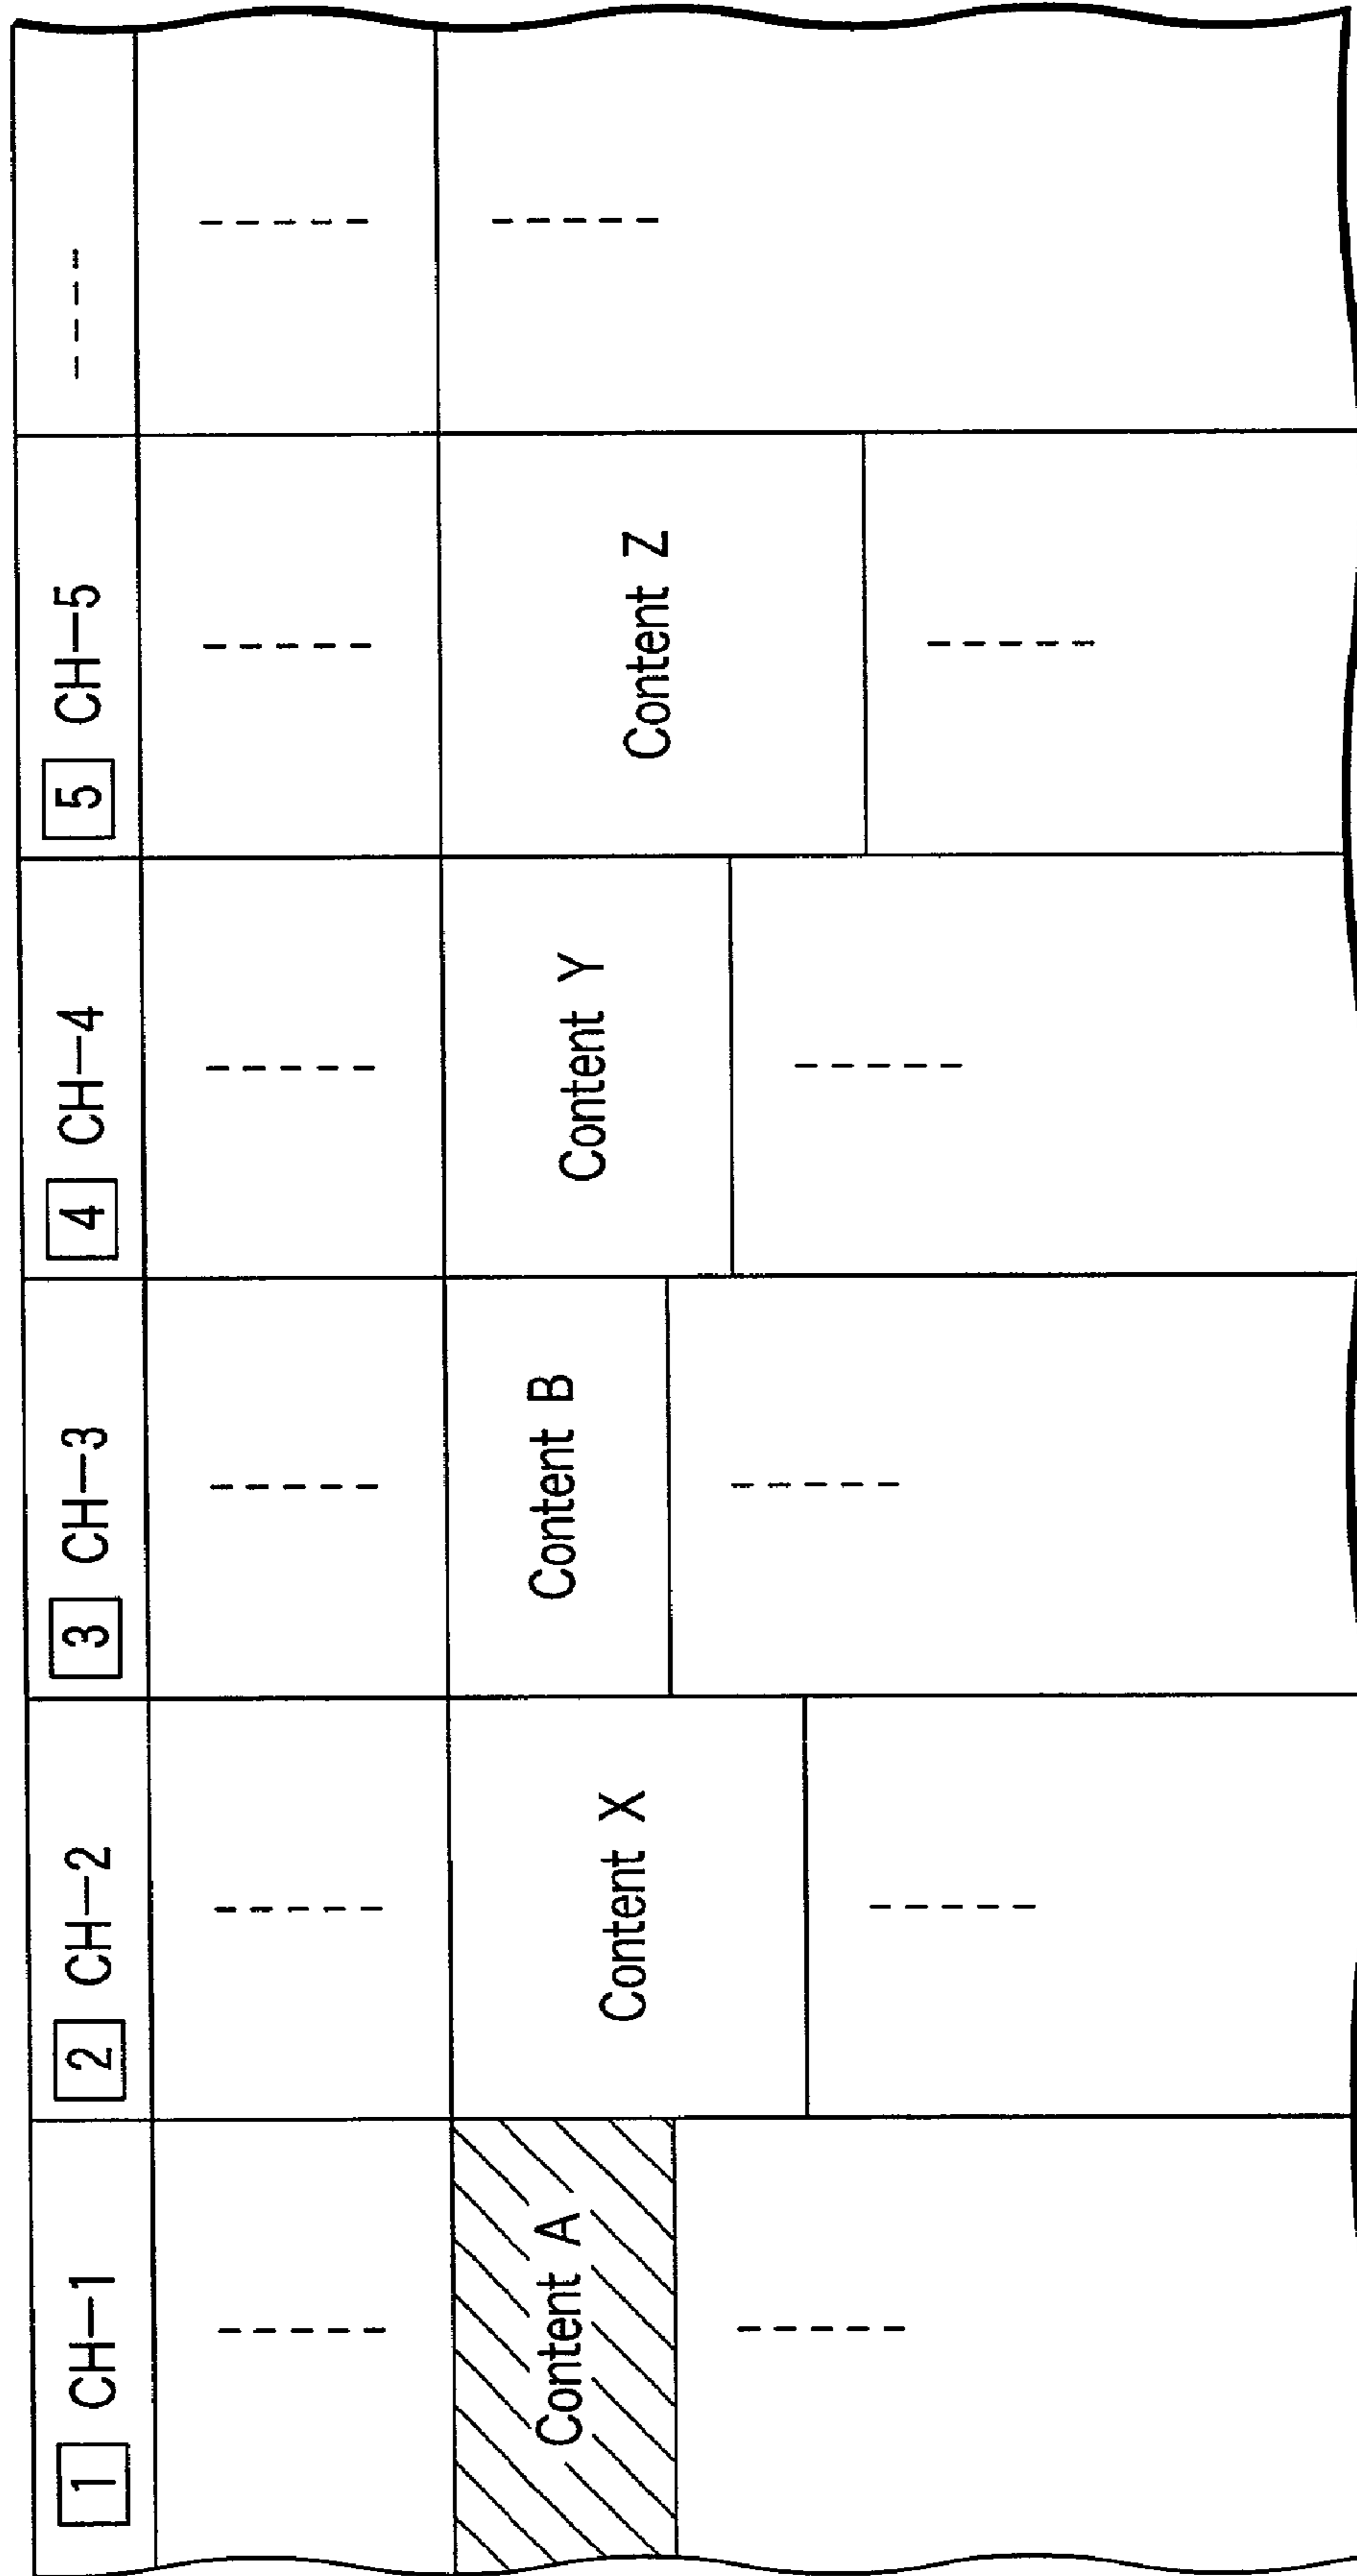 1 CH-1 2 CH-2 3 CH-3 4 CH-4 5 CH-5
Content A
Content X
Content B
Content Y
Content Z